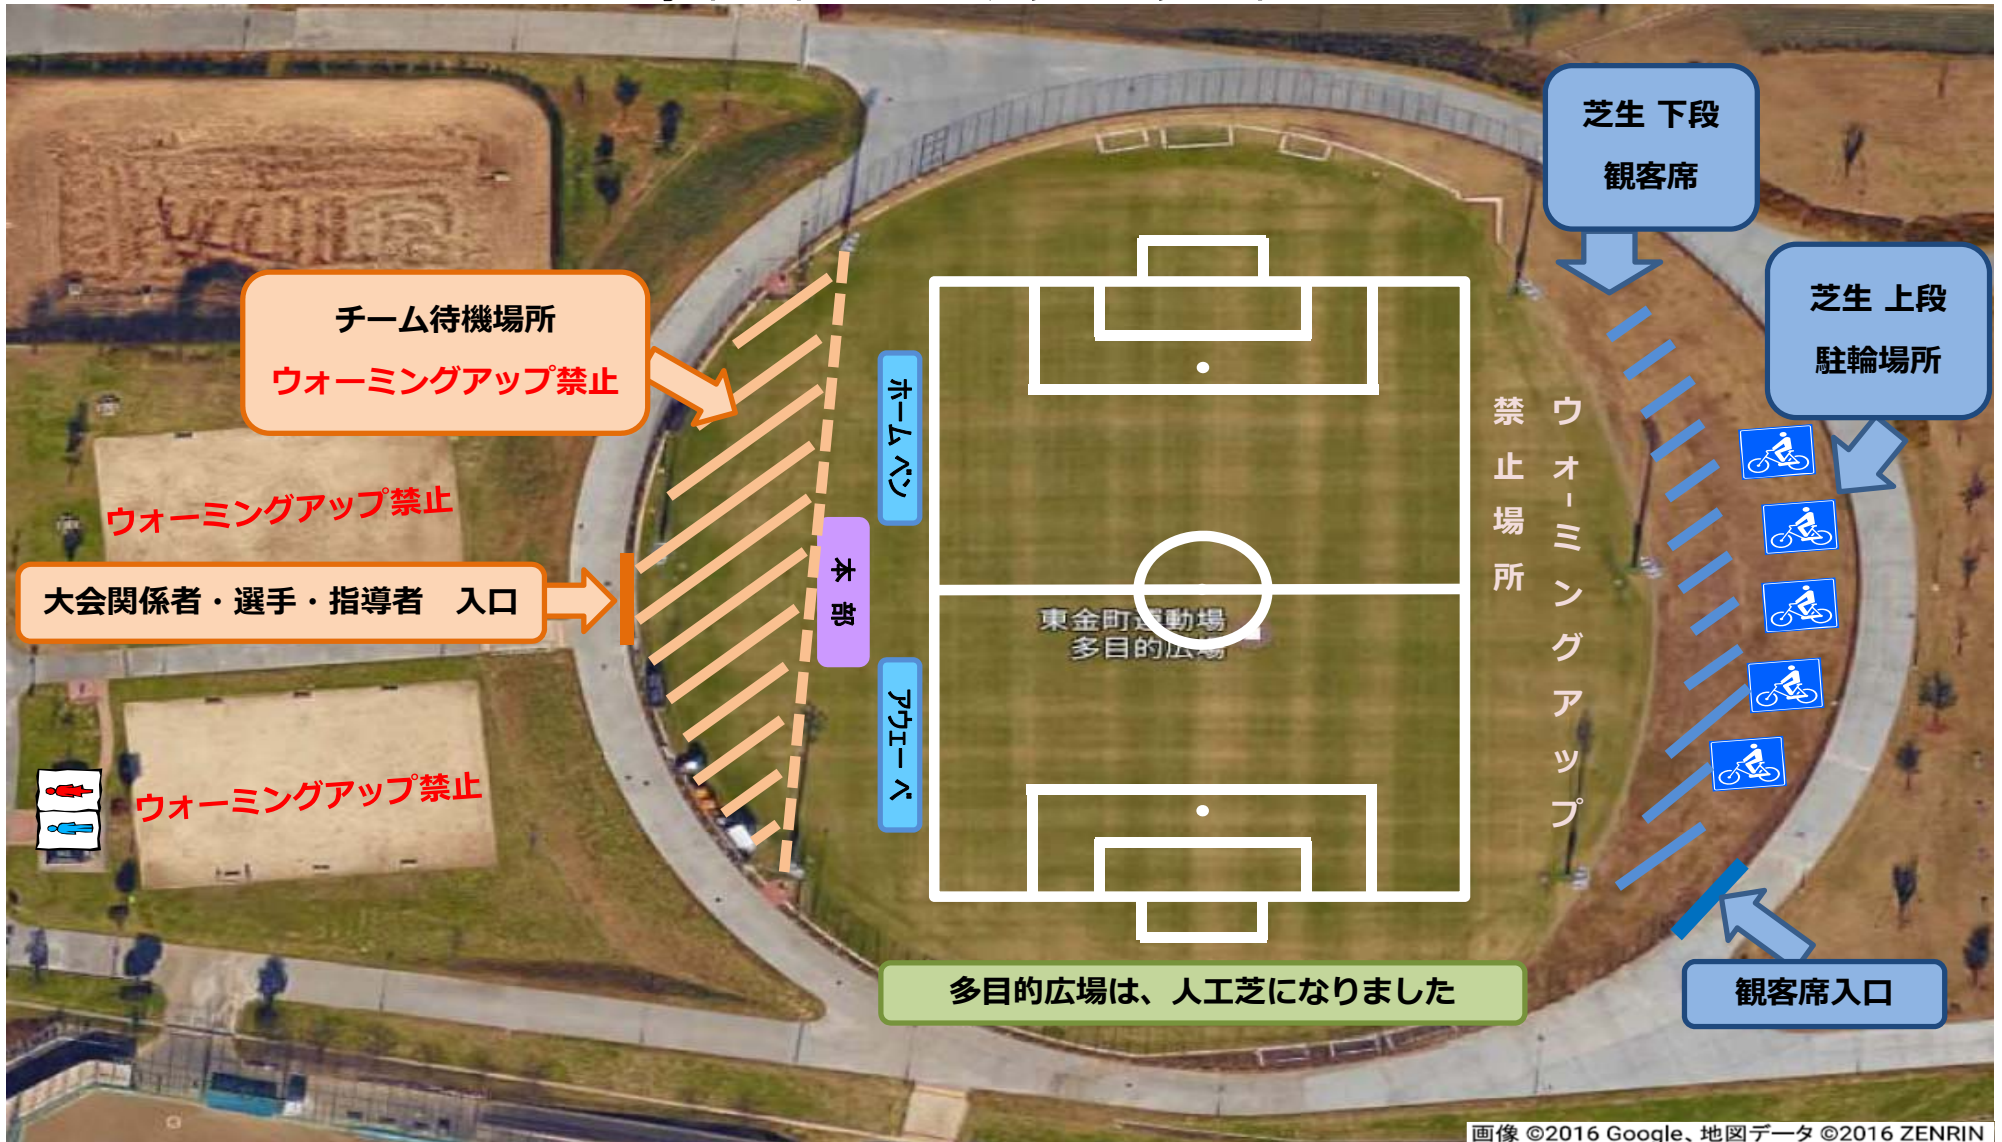 芝生 下段
観客席
芝生 上段
駐輪場所
チーム待機場所
ウォーミングアップ禁止
ホーム ベン
ウォーミングアップ
禁止場所
ウォーミングアップ禁止
本部
大会関係者・選手・指導者 入口
東金町運動場
多目的広場
アウェー ベ
ウォーミングアップ禁止
多目的広場は、人工芝になりました
観客席入口
画像 ©2016 Google、地図データ ©2016 ZENRIN